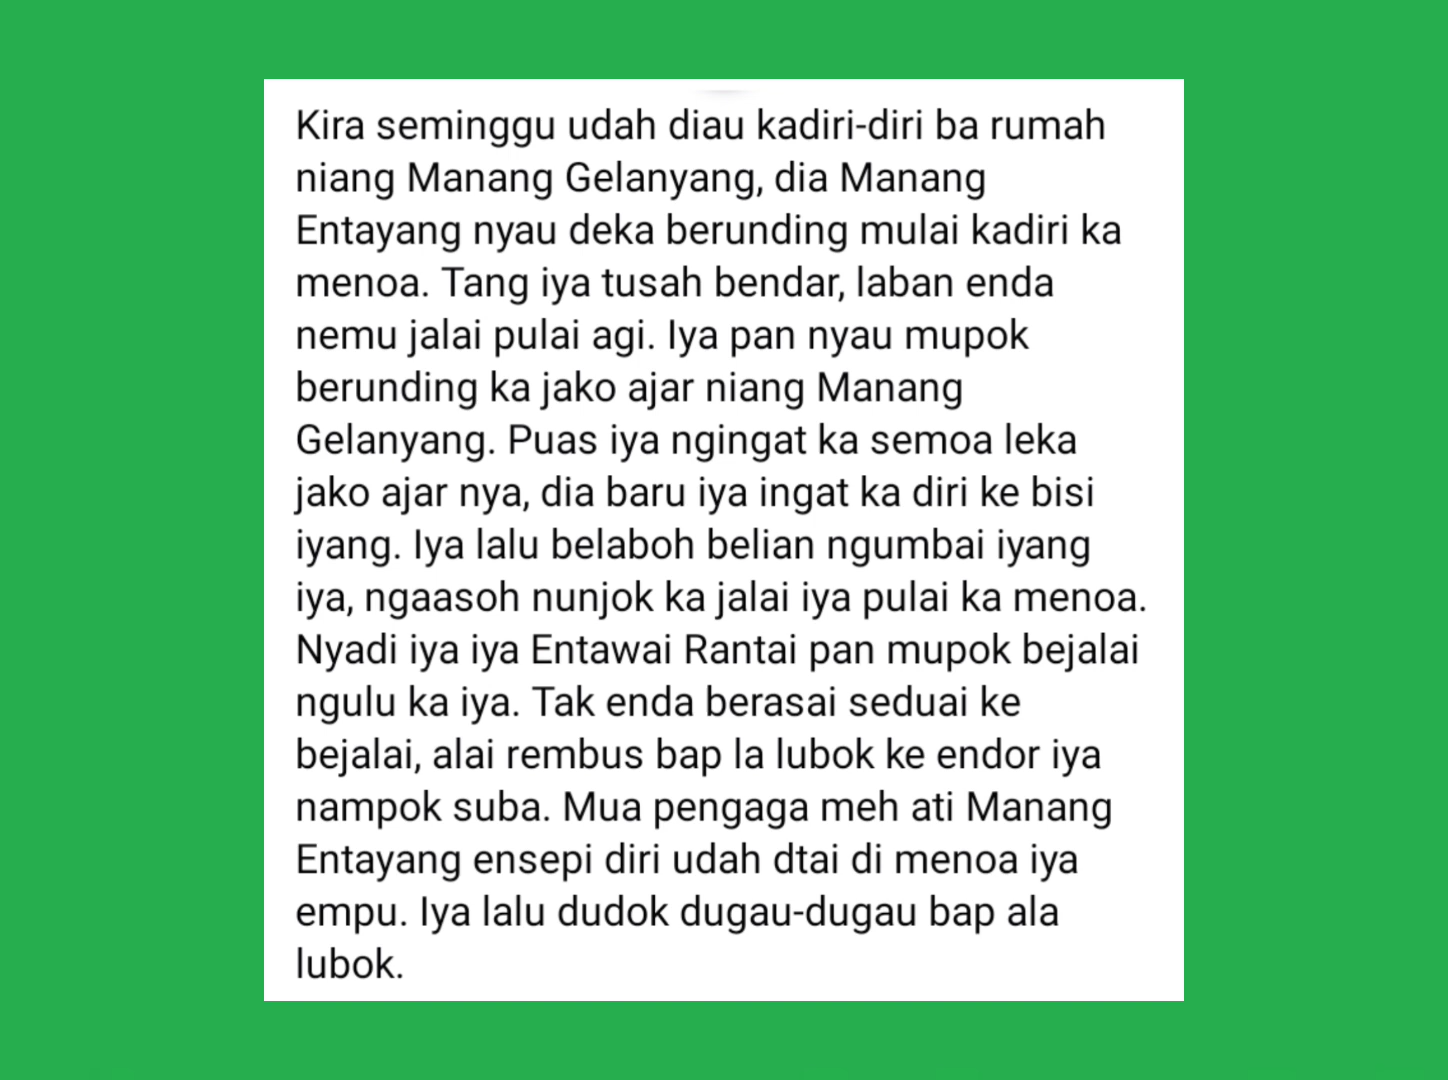 Kira seminggu udah diau kadiri-diri ba rumah
niang Manang Gelanyang, dia Manang
Entayang nyau deka berunding mulai kadiri ka
menoa. Tang iya tusah bendar, laban enda
nemu jalai pulai agi. Iya pan nyau mupok
berunding ka jako ajar niang Manang
Gelanyang. Puas iya ngingat ka semoa leka
jako ajar nya, dia baru iya ingat ka diri ke bisi
iyang. Iya lalu belaboh belian ngumbai iyang
iya, ngaasoh nunjok ka jalai iya pulai ka menoa.
Nyadi iya iya Entawai Rantai pan mupok bejalai
ngulu ka iya. Tak enda berasai seduai ke
bejalai, alai rembus bap la lubok ke endor iya
nampok suba. Mua pengaga meh ati Manang
Entayang ensepi diri udah dtai di menoa iya
empu. Iya lalu dudok dugau-dugau bap ala
lubok.